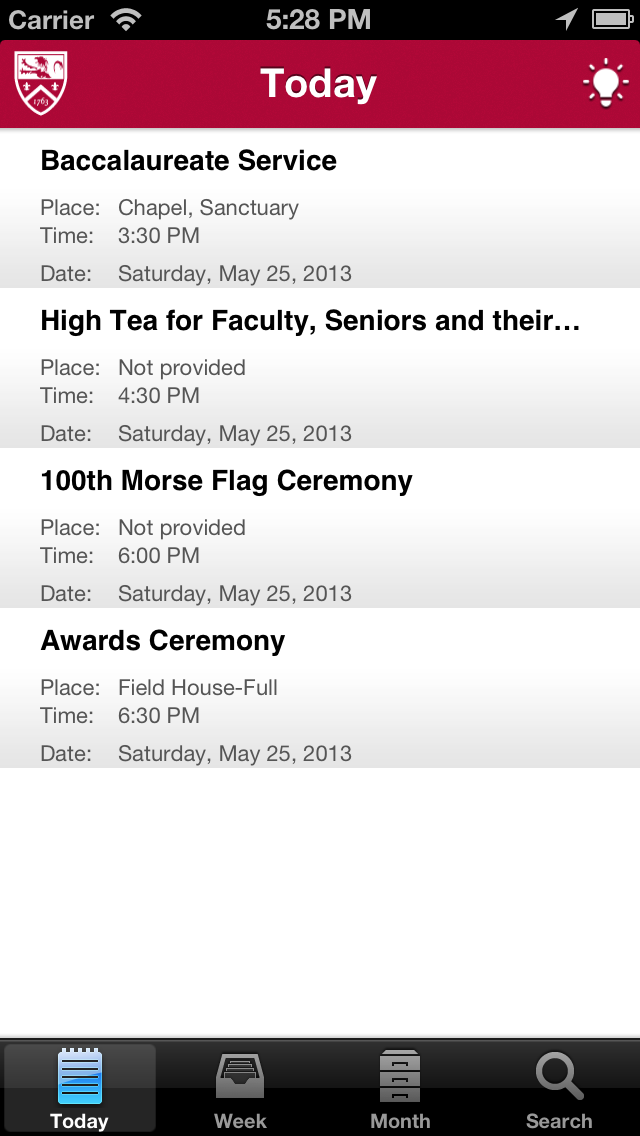 Carrier 5:28 PM
1763
Today
Baccalaureate Service
Place: Chapel, Sanctuary
Time: 3:30 PM
Date: Saturday, May 25, 2013
High Tea for Faculty, Seniors and their...
Place: Not provided
Time: 4:30 PM
Date: Saturday, May 25, 2013
100th Morse Flag Ceremony
Place: Not provided
Time: 6:00 PM
Date: Saturday, May 25, 2013
Awards Ceremony
Place: Field House-Full
Time: 6:30 PM
Date: Saturday, May 25, 2013
Today Week Month Search